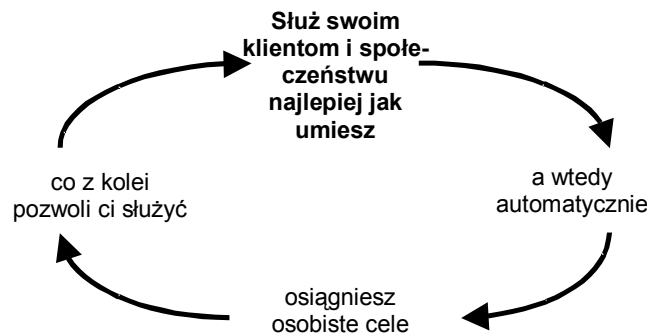 Służ swoim
klientom i społe-
czeństwu
najlepiej jak
umiesz
a wtedy
automatycznie
osiągniesz
osobiste cele
co z kolei
pozwoli ci służyć